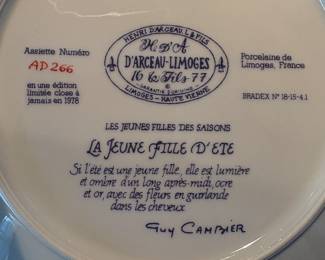 HENRI D'ARCEAU & FILS
H. D'A
D'ARCEAU-LIMOGES
16 & Fils 77
GARANTIE D'ORIGINE
LIMOGES - HAUTE VIENNE
Assiette Numéro
AD 266
en une édition
limitée close à
jamais en 1978
Porcelaine de
Limoges, France
BRADEX Nº 18-15-4.1
LES JEUNES FILLES DES SAISONS
LA JEUNE FILLE D'ETE
Si l'été est une jeune fille, elle est lumière
et ombre d'un long après-midi, ocre
et or, avec des fleurs en guirlande
dans les cheveux
GUY CAMBIER